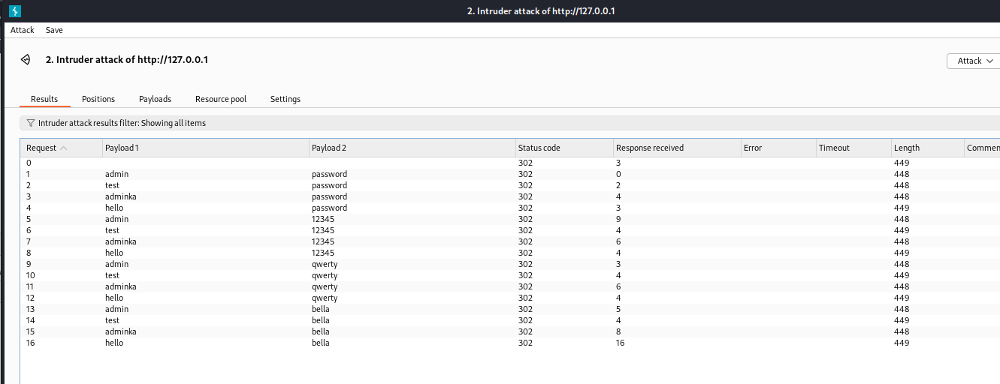 2. Intruder attack of http://127.0.0.1
Attack Save
2. Intruder attack of http://127.0.0.1
Attack
Results Positions Payloads Resource pool Settings
Intruder attack results filter: Showing all items
Request Payload 1 Payload 2 Status code Response received Error Timeout Length Commen
0 302 3 449
1 admin password 302 0 448
2 test password 302 2 448
3 adminka password 302 4 448
4 hello password 302 3 449
5 admin 12345 302 9 448
6 test 12345 302 4 449
7 adminka 12345 302 6 448
8 hello 12345 302 4 449
9 admin qwerty 302 3 448
10 test qwerty 302 4 449
11 adminka qwerty 302 6 448
12 hello qwerty 302 4 449
13 admin bella 302 5 448
14 test bella 302 4 449
15 adminka bella 302 8 448
16 hello bella 302 16 449